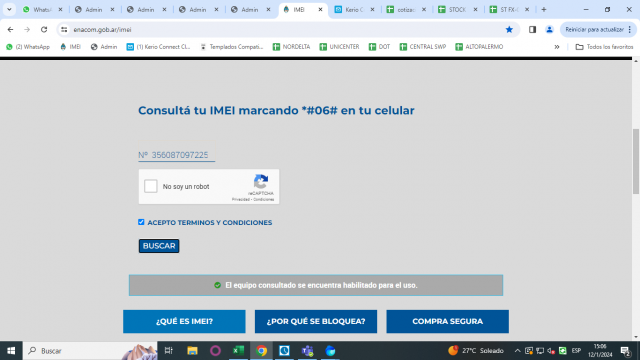 Whats
Admin
Admin
Admin
Admin
IMEI
Kerio C
cotiza
STOCK
ST FX-
enacom.gob.ar/imei
Reiniciar para actualizar
(2) WhatsApp
IMEI
Admin
(1) Kerio Connect Cl...
Templados Compati...
NORDELTA
UNICENTER
DOT
CENTRAL SWP
ALTOPALERMO
Todos los favoritos
Consultá tu IMEI marcando *#06# en tu celular
Nº 356087097225
No soy un robot
reCAPTCHA
Privacidad - Condiciones
ACEPTO TERMINOS Y CONDICIONES
BUSCAR
El equipo consultado se encuentra habilitado para el uso.
¿QUÉ ES IMEI?
¿POR QUÉ SE BLOQUEA?
COMPRA SEGURA
Buscar
27°C Soleado
ESP
15:06
12/1/2024